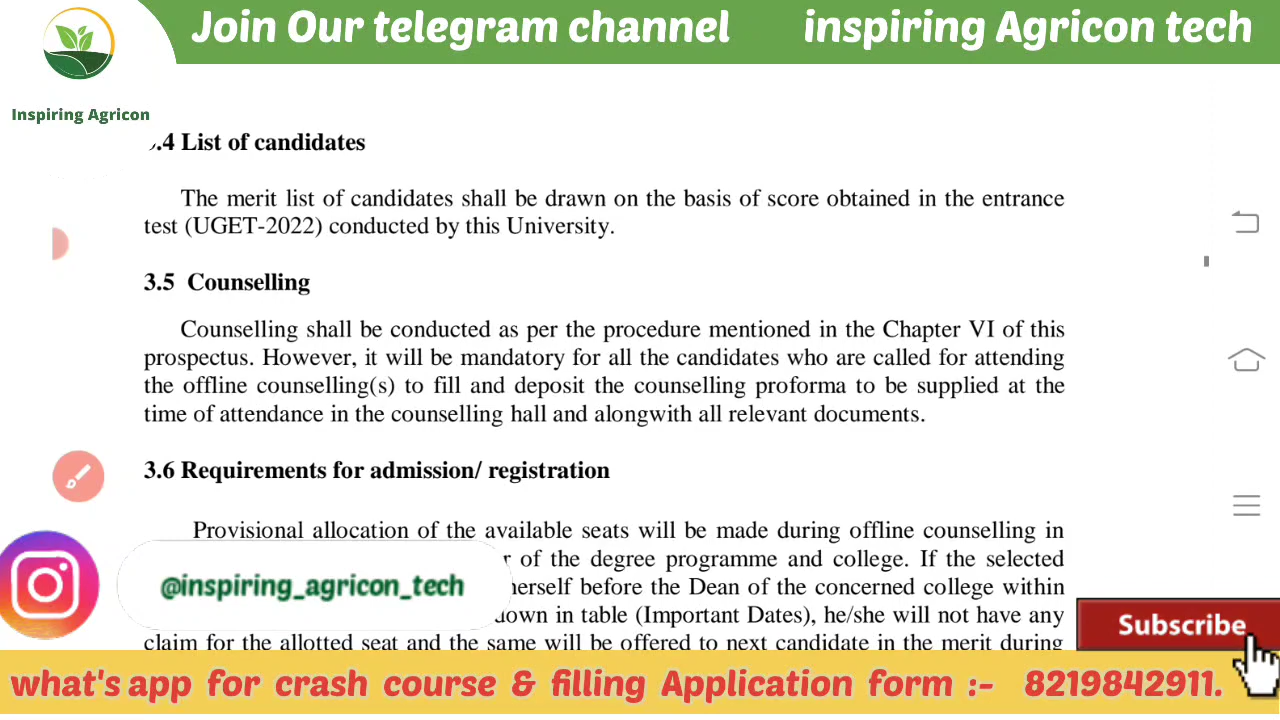 Join Our telegram channel inspiring Agricon tech
Inspiring Agricon
.4 List of candidates
The merit list of candidates shall be drawn on the basis of score obtained in the entrance
test (UGET-2022) conducted by this University.
3.5 Counselling
Counselling shall be conducted as per the procedure mentioned in the Chapter VI of this
prospectus. However, it will be mandatory for all the candidates who are called for attending
the offline counselling(s) to fill and deposit the counselling proforma to be supplied at the
time of attendance in the counselling hall and alongwith all relevant documents.
3.6 Requirements for admission/ registration
Provisional allocation of the available seats will be made during offline counselling in
of the degree programme and college. If the selected
@inspiring_agricon_tech
herself before the Dean of the concerned college within
down in table (Important Dates), he/she will not have any
Subscribe
claim for the allotted seat and the same will be offered to next candidate in the merit during
what's app for crash course & filling Application form :- 8219842911.